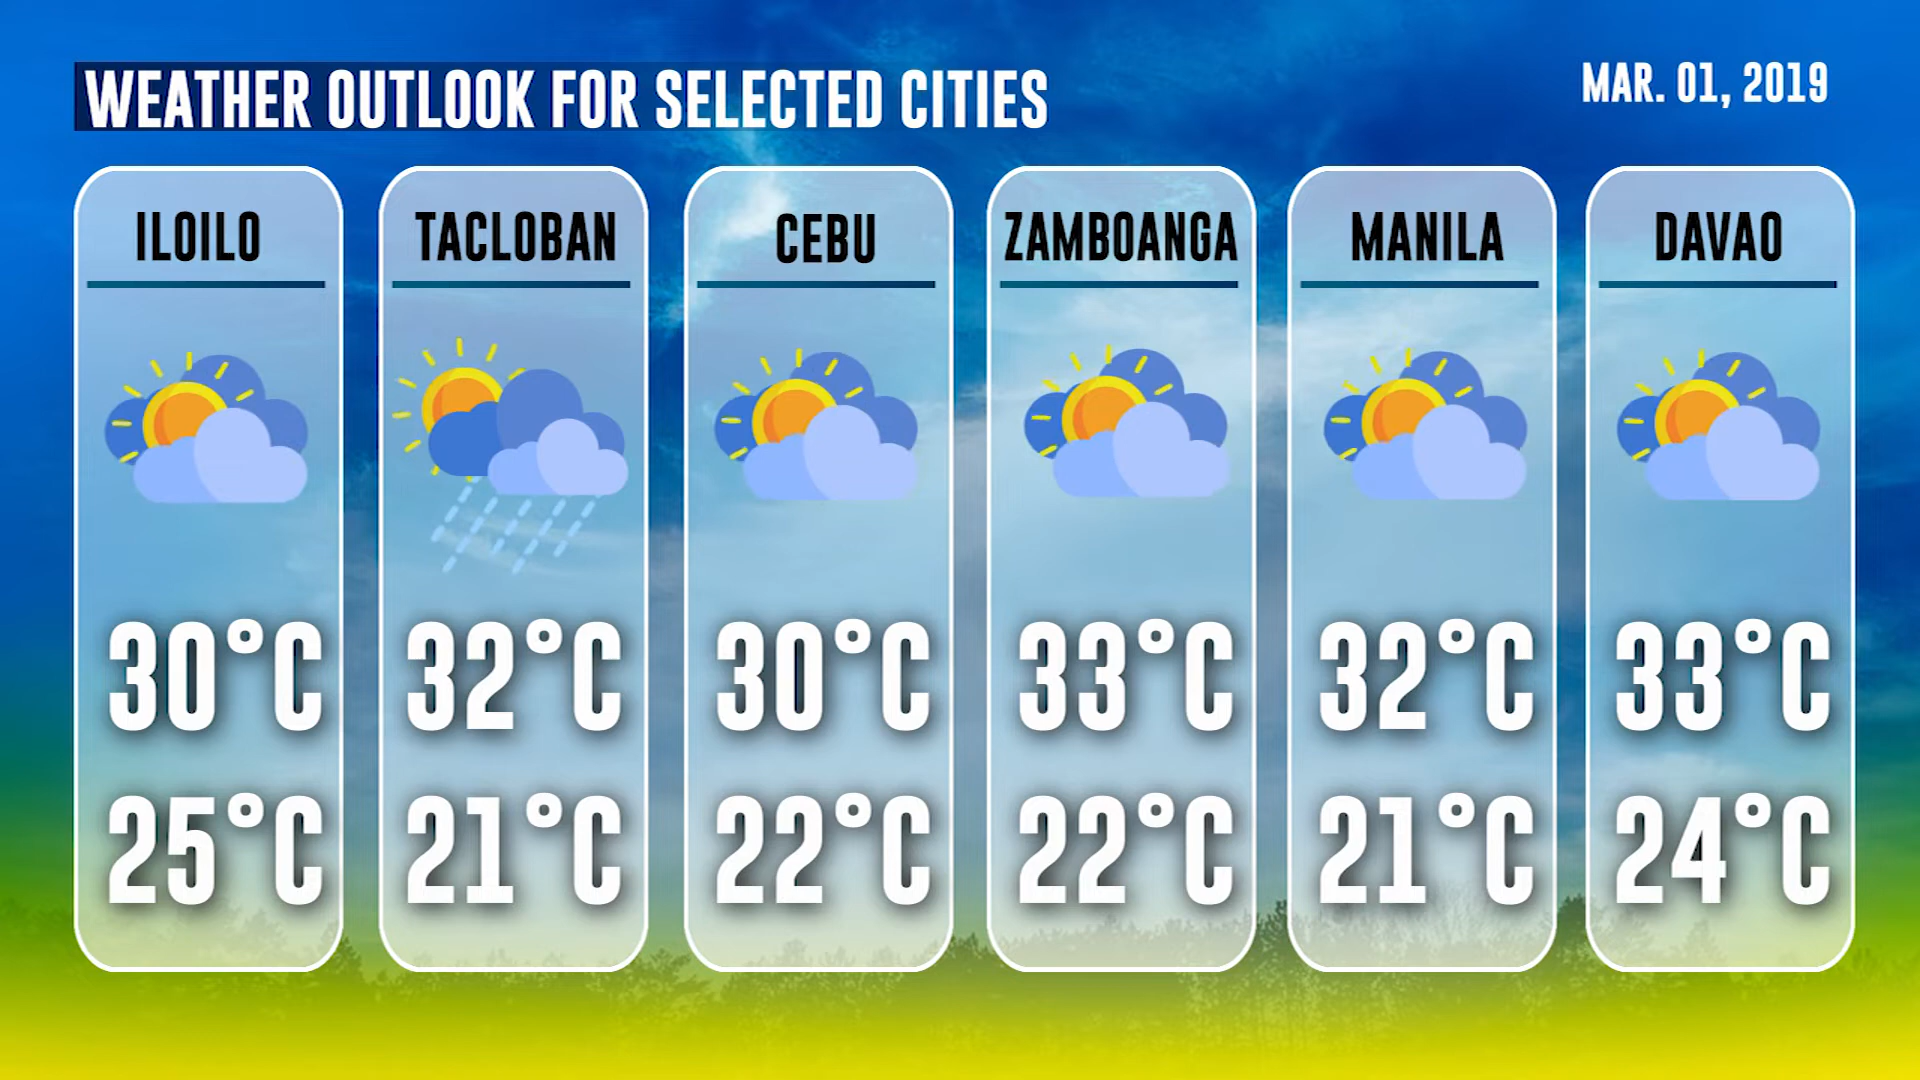 WEATHER OUTLOOK FOR SELECTED CITIES
MAR. 01, 2019
ILOILO
30°C
25°C
TACLOBAN
32°C
21°C
CEBU
30°C
22°C
ZAMBOANGA
33°C
22°C
MANILA
32°C
21°C
DAVAO
33°C
24°C